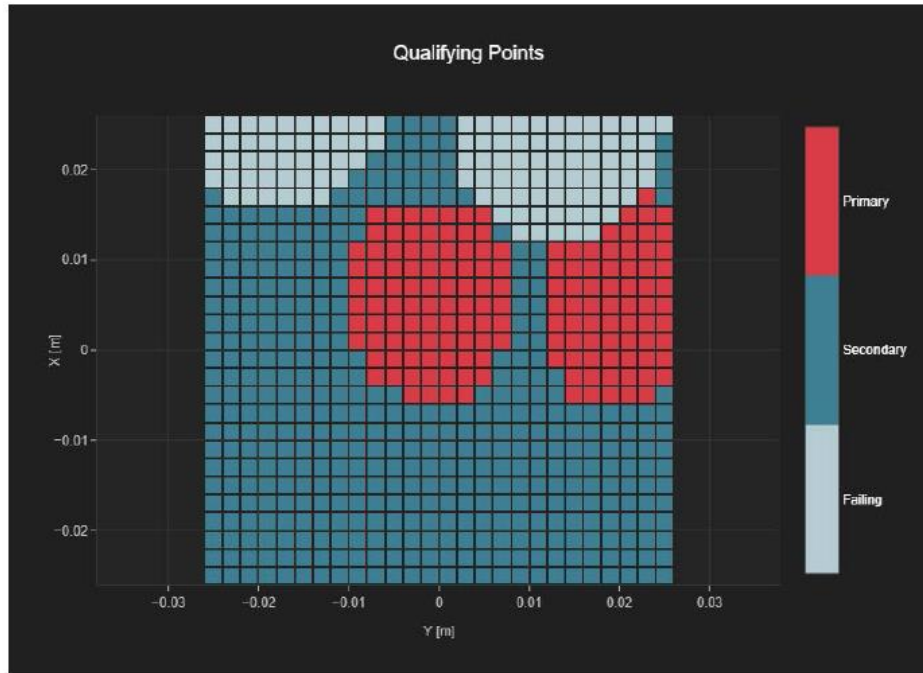 Qualifying Points
X [m]
0.02
0.01
0
−0.01
−0.02
−0.03
−0.02
−0.01
0
0.01
0.02
0.03
Y [m]
Primary
Secondary
Failing